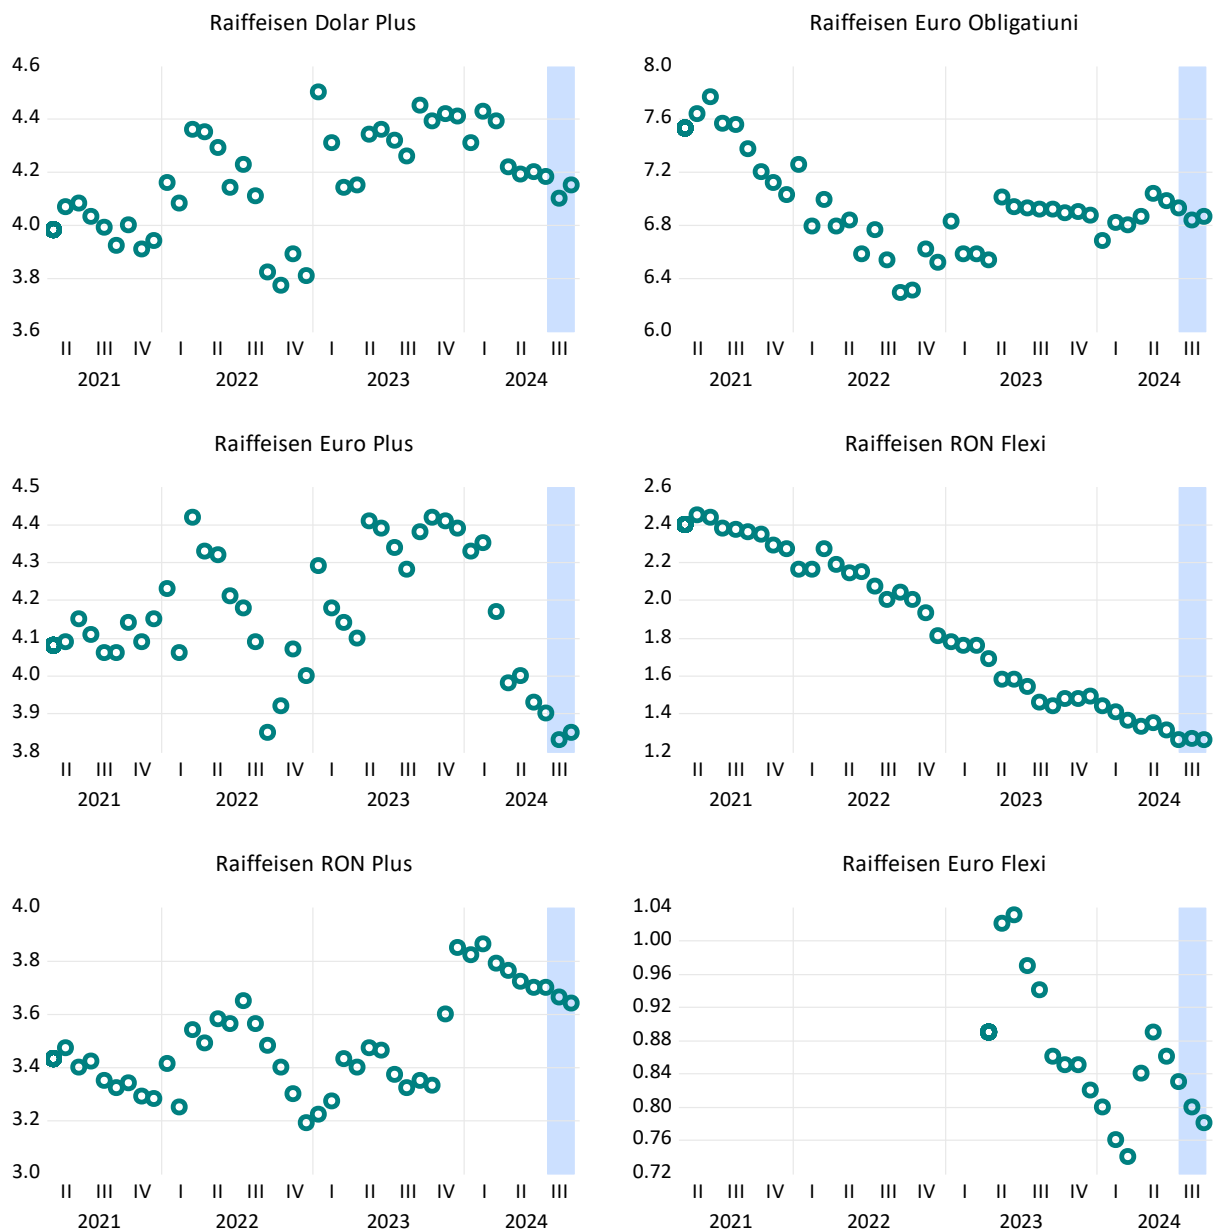 Raiffeisen Dolar Plus
4.6
4.4
4.2
4.0
3.8
3.6
II III IV I II III IV I II III IV I II III
2021 2022 2023 2024
Raiffeisen Euro Obligatiuni
8.0
7.6
7.2
6.8
6.4
6.0
II III IV I II III IV I II III IV I II III
2021 2022 2023 2024
Raiffeisen Euro Plus
4.5
4.4
4.3
4.2
4.1
4.0
3.9
3.8
II III IV I II III IV I II III IV I II III
2021 2022 2023 2024
Raiffeisen RON Flexi
2.6
2.4
2.2
2.0
1.8
1.6
1.4
1.2
II III IV I II III IV I II III IV I II III
2021 2022 2023 2024
Raiffeisen RON Plus
4.0
3.8
3.6
3.4
3.2
3.0
II III IV I II III IV I II III IV I II III
2021 2022 2023 2024
Raiffeisen Euro Flexi
1.04
1.00
0.96
0.92
0.88
0.84
0.80
0.76
0.72
II III IV I II III IV I II III IV I II III
2021 2022 2023 2024